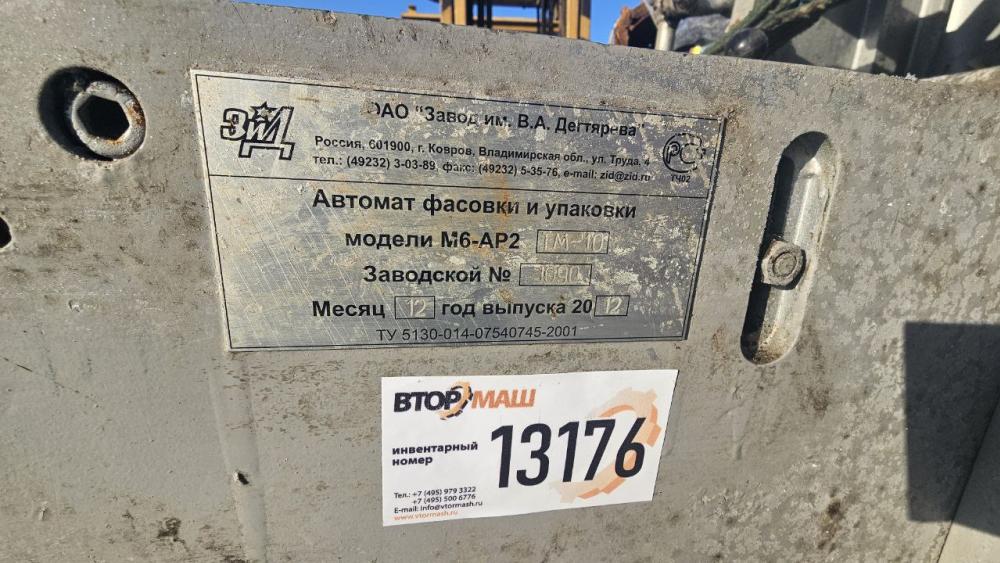 ЗИД
ОАО "Завод им. В.А. Дегтярева"
Россия, 601900, г. Ковров, Владимирская обл., ул. Труда, 4
тел.: (49232) 3-03-89, факс: (49232) 5-35-76, e-mail: zid@zid.ru
РС
ТЧ02
Автомат фасовки и упаковки
модели М6-АР2 ТМ-10
Заводской №
Месяц 12 год выпуска 20 12
ТУ 5130-014-07540745-2001
ВТОРМАШ
инвентарный
номер
13176
Тел.: +7 (495) 979 3322
+7 (495) 500 6776
E-mail: info@vtormash.ru
www.vtormash.ru